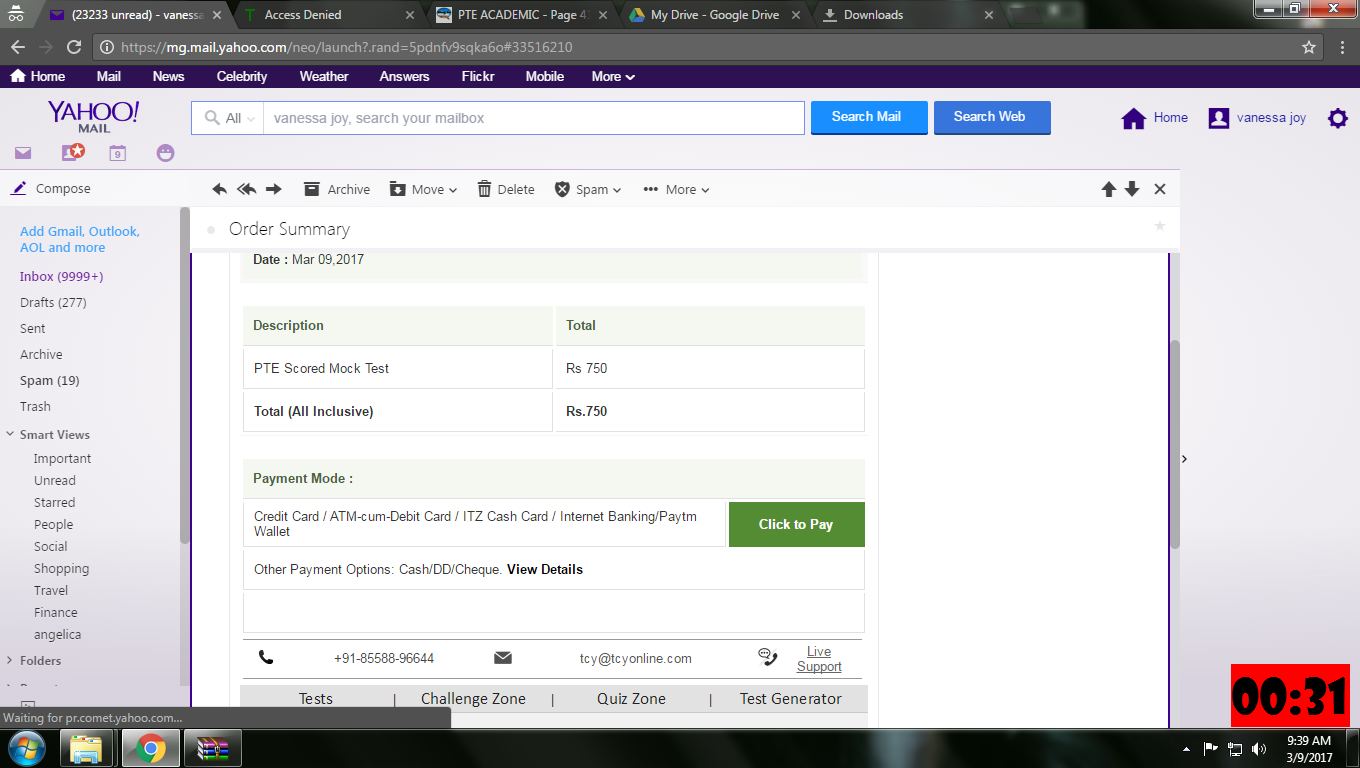 (23233 unread) - vanessa
Access Denied
PTE ACADEMIC - Page 4
My Drive - Google Drive
Downloads
https://mg.mail.yahoo.com/neo/launch?.rand=5pdnfv9sqka6o#33516210
Home Mail News Celebrity Weather Answers Flickr Mobile More
YAHOO!
MAIL
All
vanessa joy, search your mailbox
Search Mail
Search Web
Home
vanessa joy
9
Compose
Archive Move Delete Spam More
Add Gmail, Outlook,
AOL and more
Inbox (9999+)
Drafts (277)
Sent
Archive
Spam (19)
Trash
Smart Views
Important
Unread
Starred
People
Social
Shopping
Travel
Finance
angelica
Folders
Order Summary
Date : Mar 09,2017
Description Total
PTE Scored Mock Test Rs 750
Total (All Inclusive) Rs.750
Payment Mode :
Credit Card / ATM-cum-Debit Card / ITZ Cash Card / Internet Banking/Paytm
Wallet
Click to Pay
Other Payment Options: Cash/DD/Cheque. View Details
+91-85588-96644
tcy@tcyonline.com
Live
Support
Tests | Challenge Zone | Quiz Zone | Test Generator
Waiting for pr.comet.yahoo.com...
00:31
9:39 AM
3/9/2017